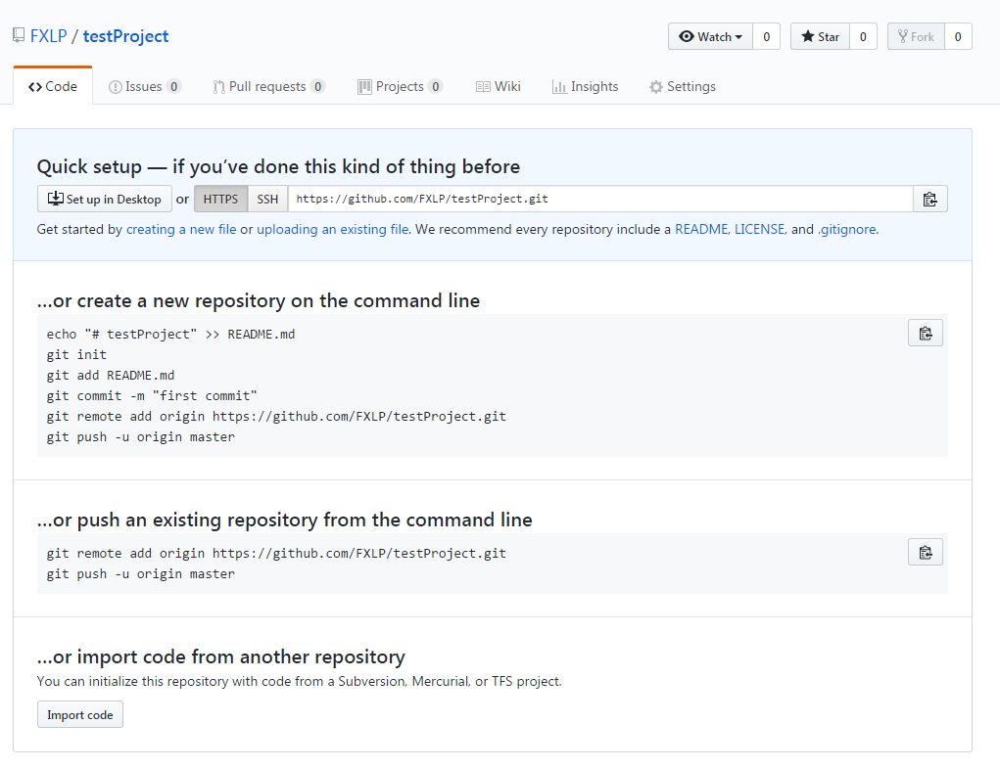 FXLP / testProject
Watch 0 Star 0 Fork 0
Code Issues 0 Pull requests 0 Projects 0 Wiki Insights Settings
Quick setup — if you’ve done this kind of thing before
Set up in Desktop or HTTPS SSH https://github.com/FXLP/testProject.git
Get started by creating a new file or uploading an existing file. We recommend every repository include a README, LICENSE, and .gitignore.
…or create a new repository on the command line
echo "# testProject" >> README.md
git init
git add README.md
git commit -m "first commit"
git remote add origin https://github.com/FXLP/testProject.git
git push -u origin master
…or push an existing repository from the command line
git remote add origin https://github.com/FXLP/testProject.git
git push -u origin master
…or import code from another repository
You can initialize this repository with code from a Subversion, Mercurial, or TFS project.
Import code